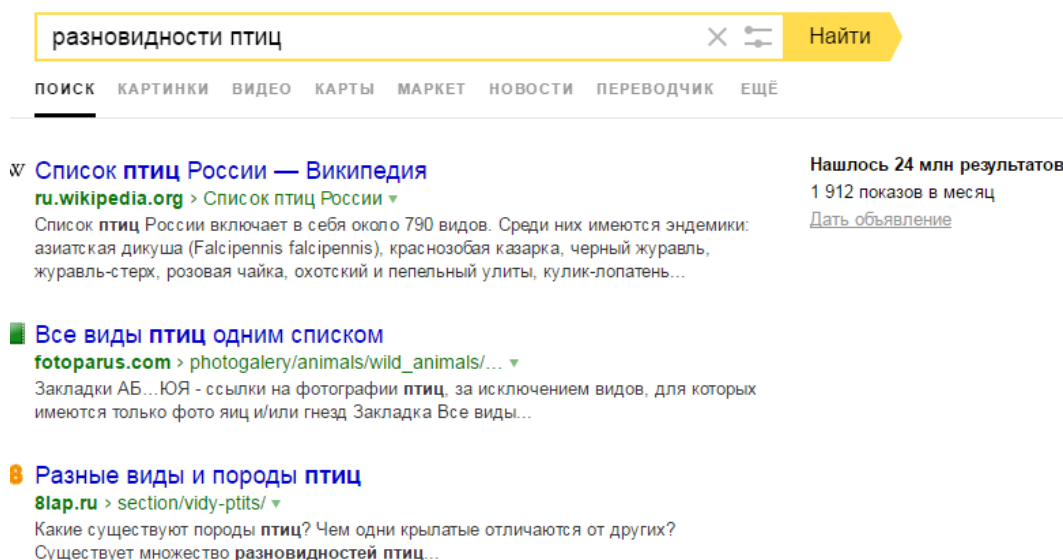 разновидности птиц
Найти
ПОИСК КАРТИНКИ ВИДЕО КАРТЫ МАРКЕТ НОВОСТИ ПЕРЕВОДЧИК ЕЩЁ
W Список птиц России — Википедия
ru.wikipedia.org › Список птиц России
Список птиц России включает в себя около 790 видов. Среди них имеются эндемики:
азиатская дикуша (Falcipennis falcipennis), краснозобая казарка, черный журавль,
журавль-стерх, розовая чайка, охотский и пепельный улиты, кулик-лопатень...
Нашлось 24 млн результатов
1 912 показов в месяц
Дать объявление
Все виды птиц одним списком
fotoparus.com › photogalery/animals/wild_animals/...
Закладки АБ...ЮЯ - ссылки на фотографии птиц, за исключением видов, для которых
имеются только фото яиц и/или гнезд Закладка Все виды...
8 Разные виды и породы птиц
8lap.ru › section/vidy-ptits/
Какие существуют породы птиц? Чем одни крылатые отличаются от других?
Существует множество разновидностей птиц...